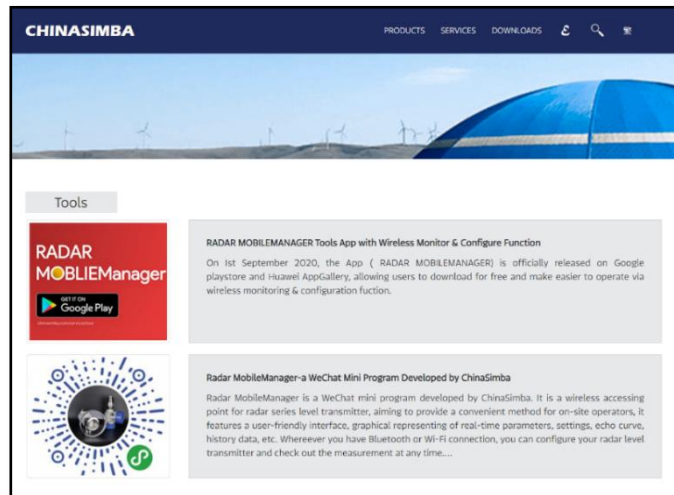 CHINASIMBA
PRODUCTS SERVICES DOWNLOADS
Tools
RADAR
MOBLIEManager
GET IT ON
Google Play
RADAR MOBILEMANAGER Tools App with Wireless Monitor & Configure Function
On Ist September 2020, the App ( RADAR MOBILEMANAGER) is officially released on Google
playstore and Huawei AppGallery, allowing users to download for free and make easier to operate via
wireless monitoring & configuration fuction.
Radar MobileManager-a WeChat Mini Program Developed by ChinaSimba
Radar MobileManager is a WeChat mini program developed by ChinaSimba. It is a wireless accessing
point for radar series level transmitter, aiming to provide a convenient method for on-site operators, it
features a user-friendly interface, graphical representing of real-time parameters, settings, echo curve,
history data, etc. Whereever you have Bluetooth or Wi-Fi connection, you can configure your radar level
transmitter and check out the measurement at any time....